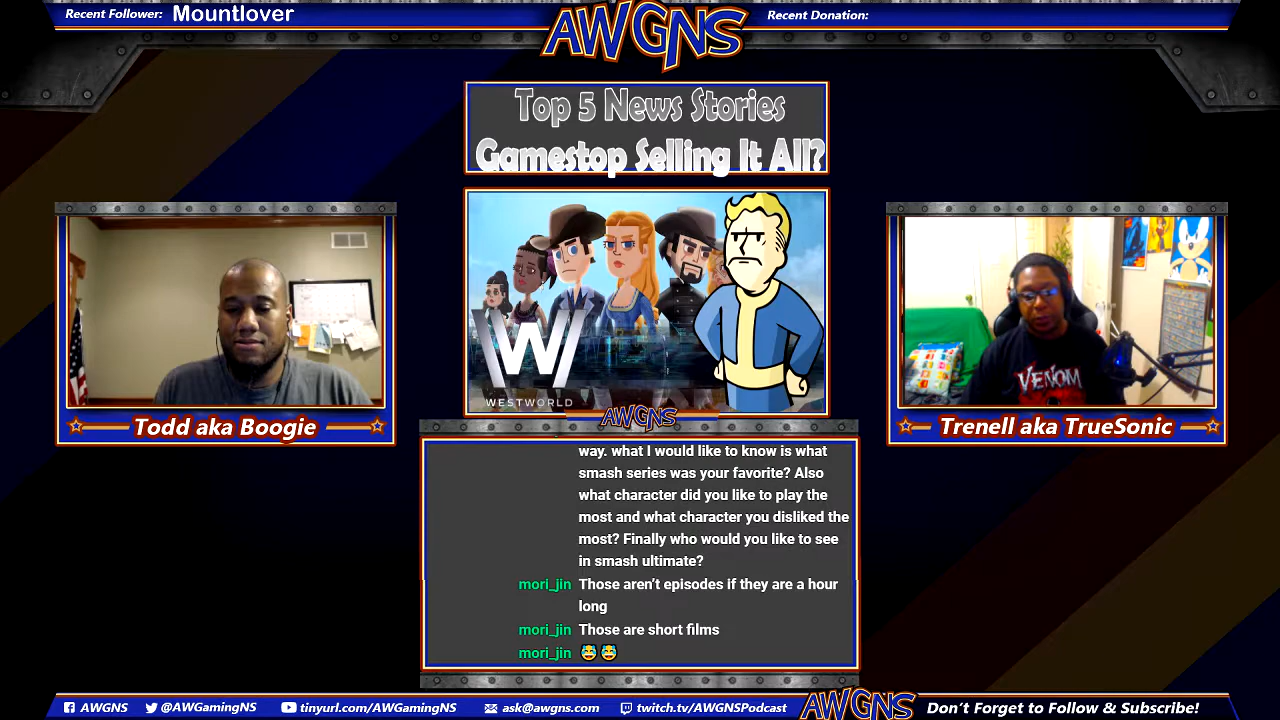 Recent Follower: Mountlover
AWGNS
Recent Donation:
Top 5 News Stories
Gamestop Selling It All?
W
WESTWORLD
AWGNS
VENOM
Todd aka Boogie
Trenell aka TrueSonic
way. what I would like to know is what
smash series was your favorite? Also
what character did you like to play the
most and what character you disliked the
most? Finally who would you like to see
in smash ultimate?
mori_jin Those aren't episodes if they are a hour
long
mori_jin Those are short films
mori_jin 😂😂
AWGNS @AWGamingNS tinyurl.com/AWGamingNS ask@awgns.com twitch.tv/AWGNSPodcast AWGNS Don't Forget to Follow & Subscribe!